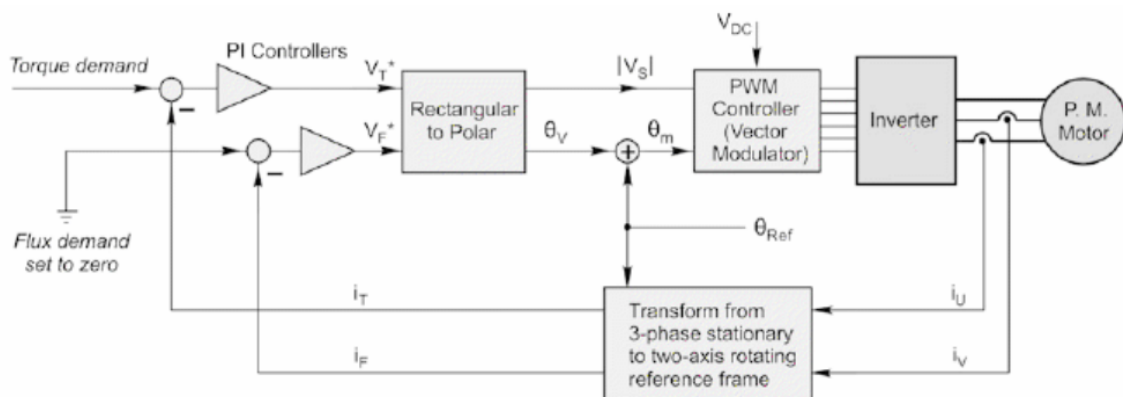 V_DC
PI Controllers
Torque demand
V_T*
|V_S|
PWM
Controller
(Vector
Modulator)
Rectangular
to Polar
Inverter
P. M.
Motor
V_F*
θ_V
θ_m
θ_Ref
Flux demand
set to zero
i_T
Transform from
3-phase stationary
to two-axis rotating
reference frame
i_U
i_F
i_V